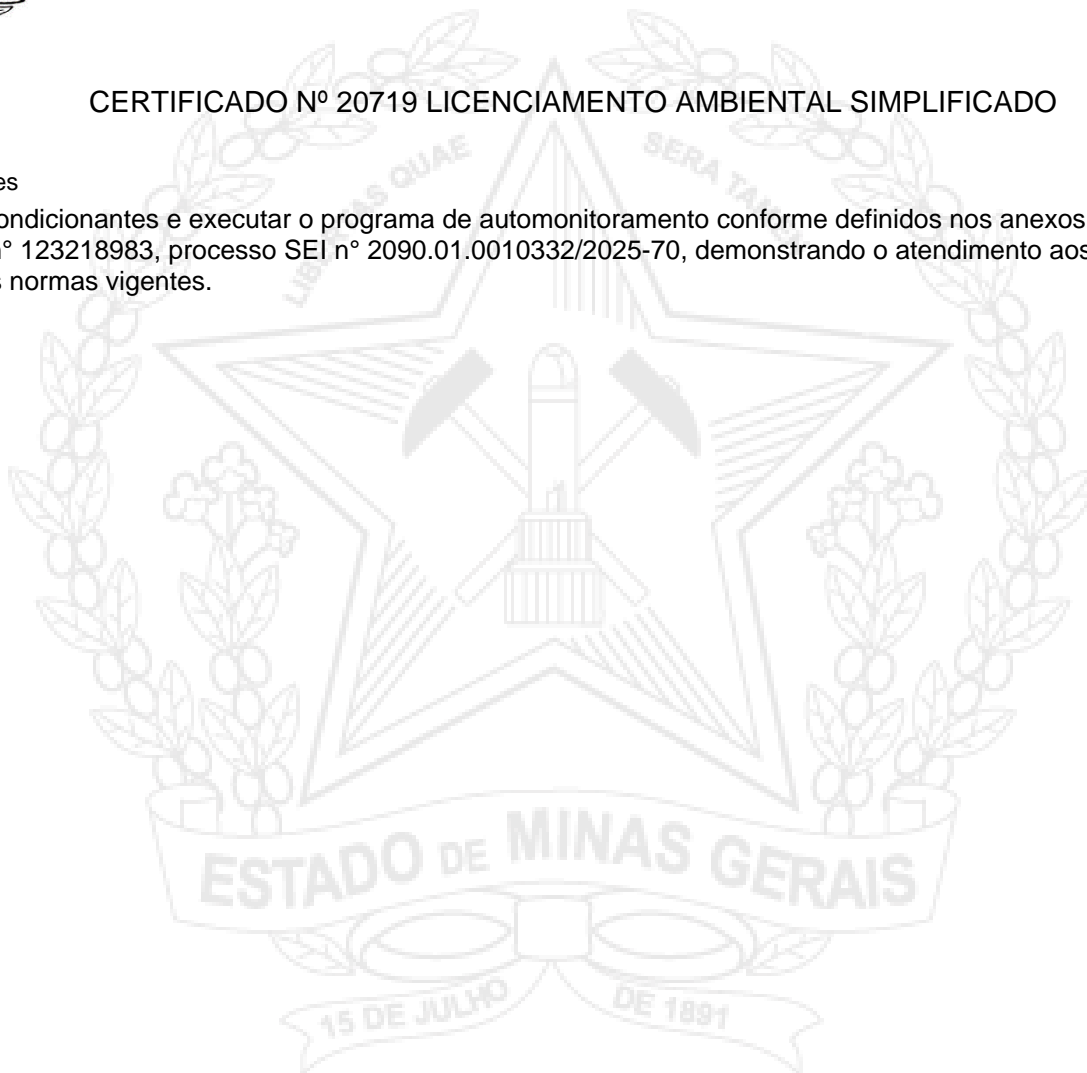 CERTIFICADO Nº 20719 LICENCIAMENTO AMBIENTAL SIMPLIFICADO
es
ondicionantes e executar o programa de automonitoramento conforme definidos nos anexos
n° 123218983, processo SEI n° 2090.01.0010332/2025-70, demonstrando o atendimento aos
s normas vigentes.
LIBERTAS QUAE SERA TAMEN
ESTADO DE MINAS GERAIS
15 DE JULHO DE 1891